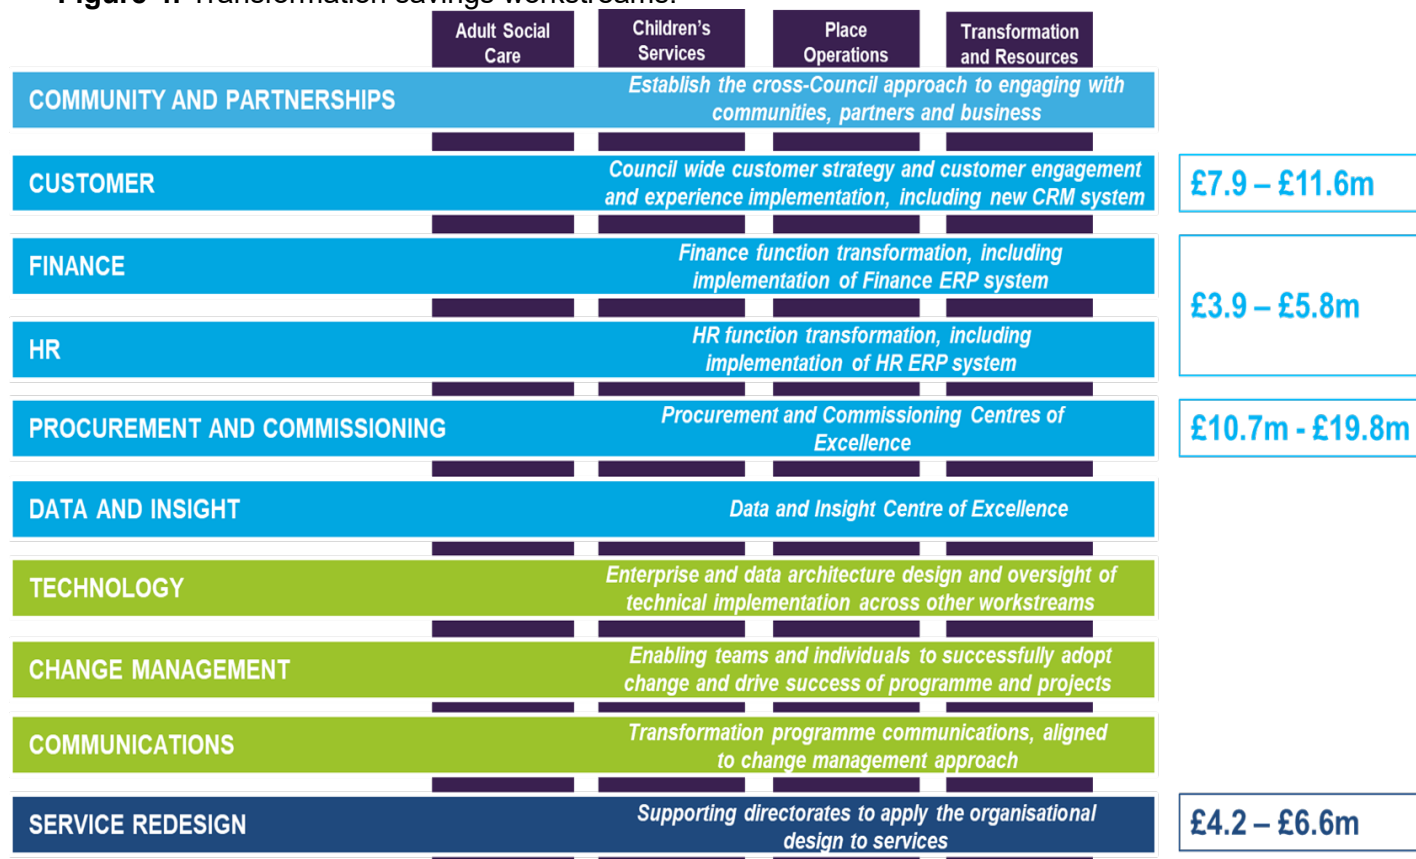 Transformation savings workstreams.
Adult Social
Care
Children's
Services
Place
Operations
Transformation
and Resources
COMMUNITY AND PARTNERSHIPS
Establish the cross-Council approach to engaging with
communities, partners and business
CUSTOMER
Council wide customer strategy and customer engagement
and experience implementation, including new CRM system
£7.9 – £11.6m
FINANCE
Finance function transformation, including
implementation of Finance ERP system
£3.9 – £5.8m
HR
HR function transformation, including
implementation of HR ERP system
PROCUREMENT AND COMMISSIONING
Procurement and Commissioning Centres of
Excellence
£10.7m - £19.8m
DATA AND INSIGHT
Data and Insight Centre of Excellence
TECHNOLOGY
Enterprise and data architecture design and oversight of
technical implementation across other workstreams
CHANGE MANAGEMENT
Enabling teams and individuals to successfully adopt
change and drive success of programme and projects
COMMUNICATIONS
Transformation programme communications, aligned
to change management approach
SERVICE REDESIGN
Supporting directorates to apply the organisational
design to services
£4.2 – £6.6m